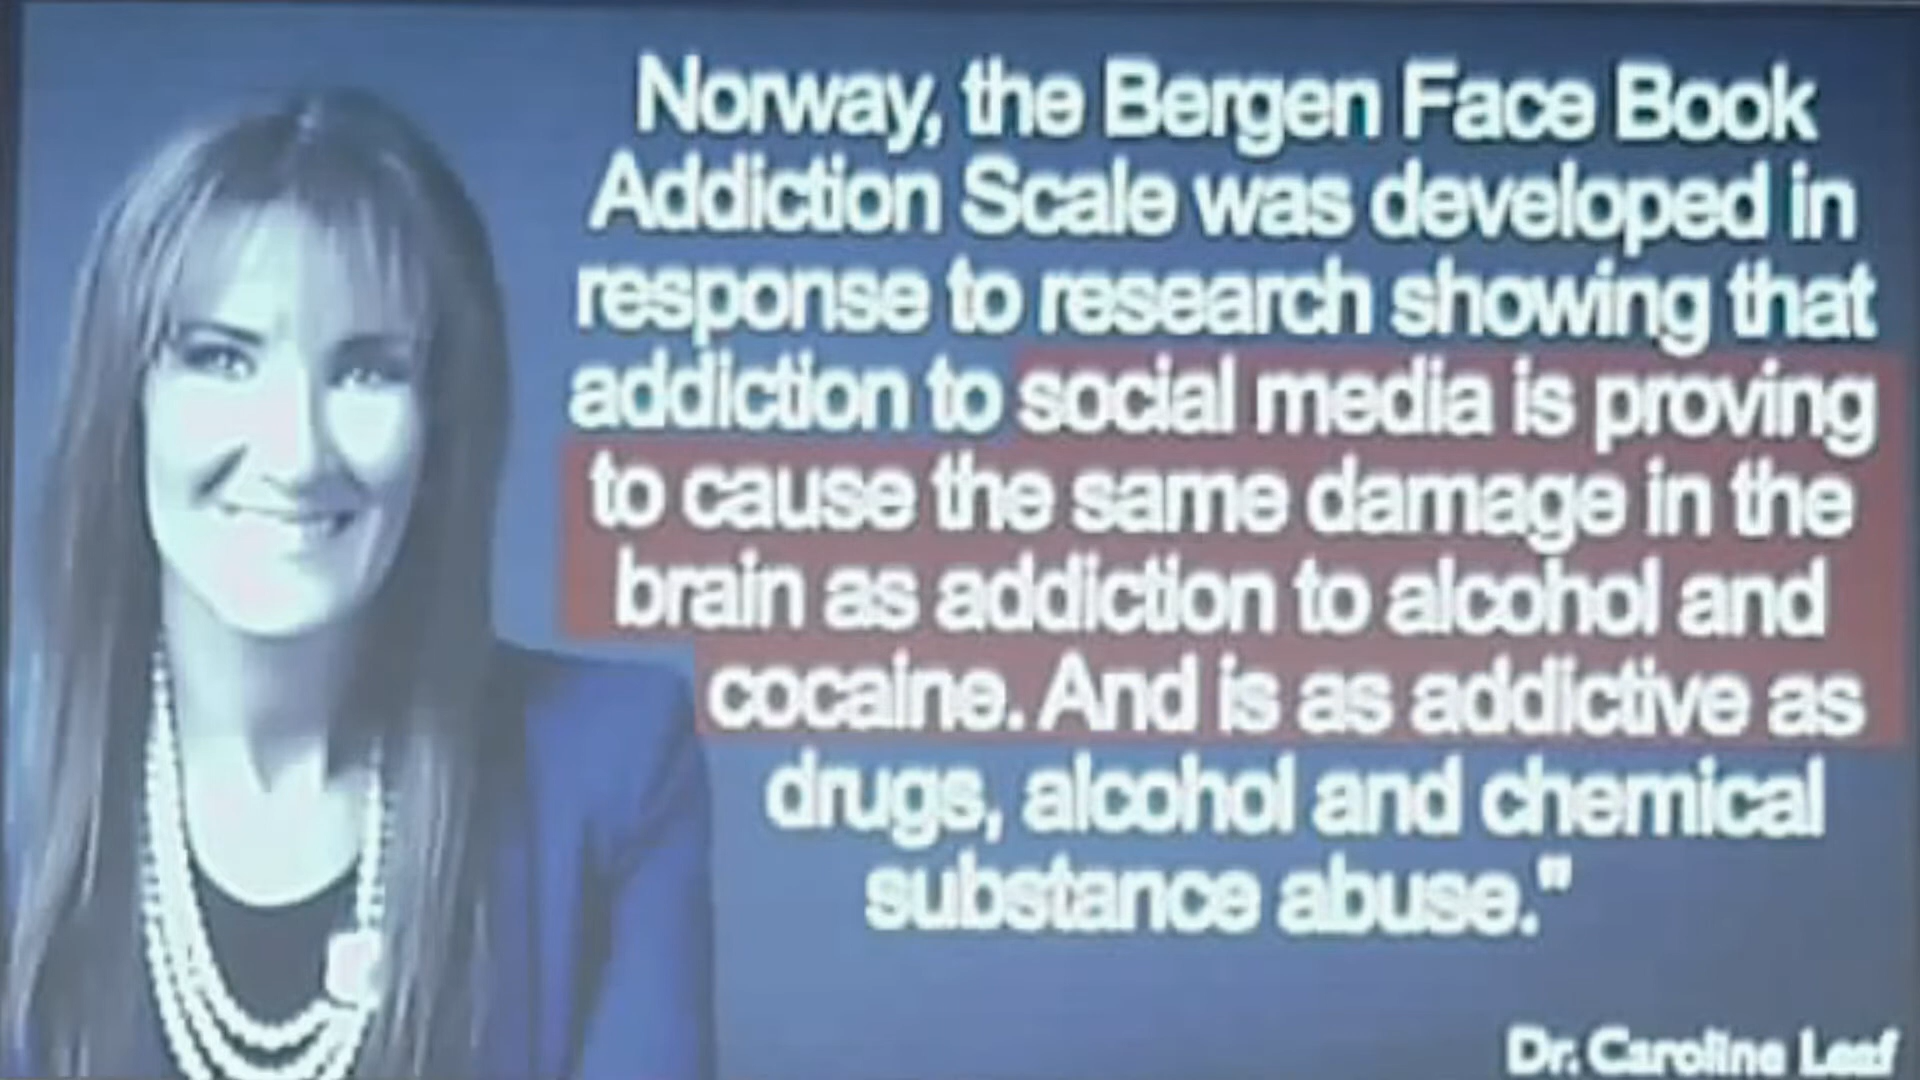 Norway, the Bergen Face Book
Addiction Scale was developed in
response to research showing that
addiction to social media is proving
to cause the same damage in the
brain as addiction to alcohol and
cocaine. And is as addictive as
drugs, alcohol and chemical
substance abuse."
Dr. Caroline Leaf